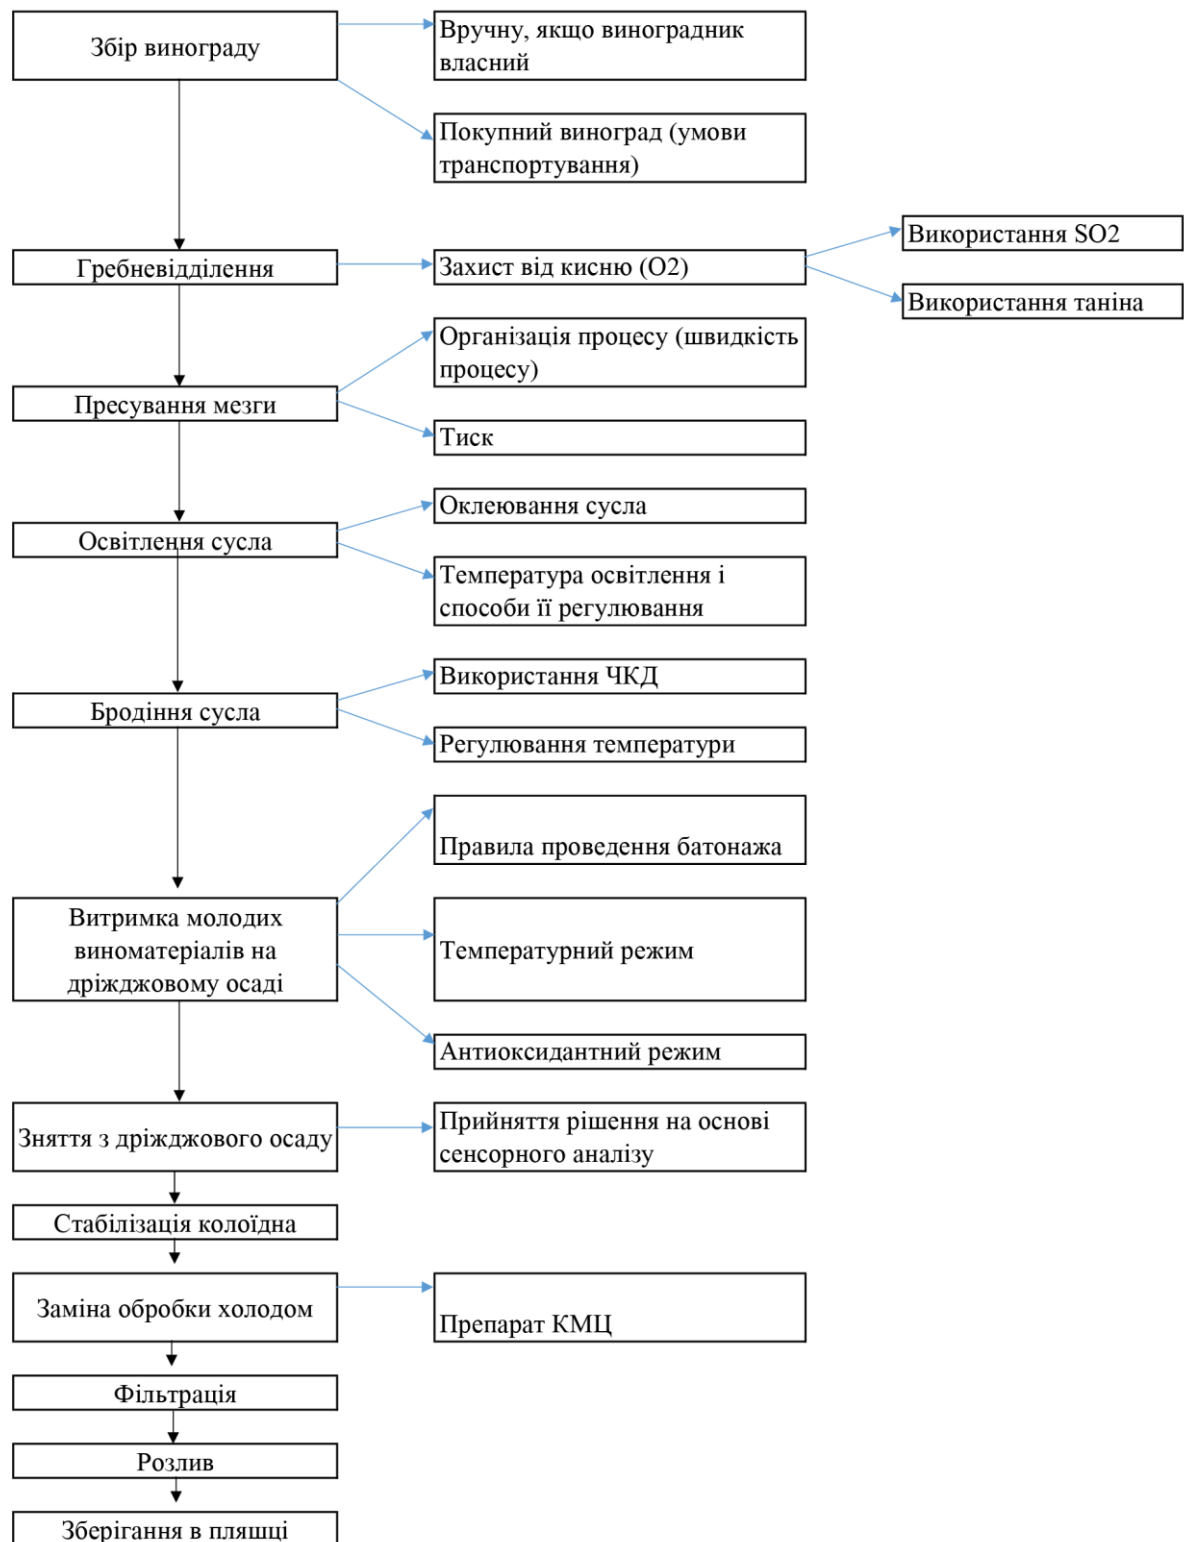 Збір винограду
Вручну, якщо виноградник
власний
Покупний виноград (умови
транспортування)
Гребневідділення
Захист від кисню (О2)
Використання SO2
Використання таніна
Організація процесу (швидкість
процесу)
Пресування мезги
Тиск
Оклеювання сусла
Освітлення сусла
Температура освітлення і
способи її регулювання
Використання ЧКД
Бродіння сусла
Регулювання температури
Правила проведення батонажа
Витримка молодих
виноматеріалів на
дріжджовому осаді
Температурний режим
Антиоксидантний режим
Зняття з дріжджового осаду
Прийняття рішення на основі
сенсорного аналізу
Стабілізація колоїдна
Заміна обробки холодом
Препарат КМЦ
Фільтрація
Розлив
Зберігання в пляшці